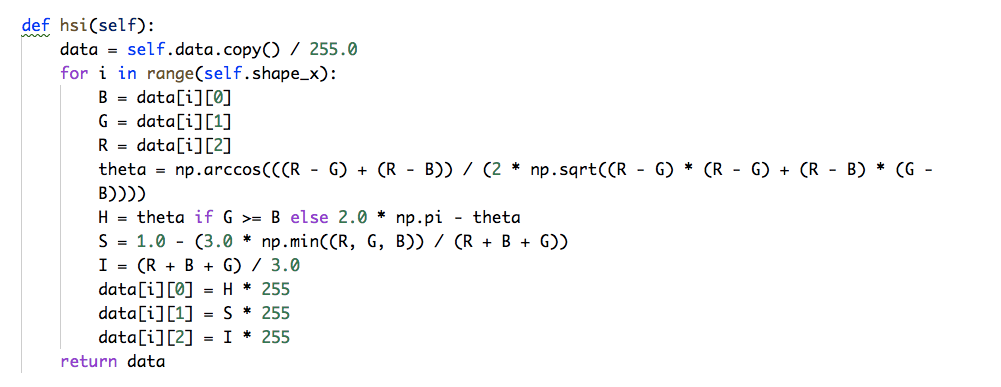 def hsi(self):
    data = self.data.copy() / 255.0
    for i in range(self.shape_x):
        B = data[i][0]
        G = data[i][1]
        R = data[i][2]
        theta = np.arccos(((R - G) + (R - B)) / (2 * np.sqrt((R - G) * (R - G) + (R - B) * (G -
        B))))
        H = theta if G >= B else 2.0 * np.pi - theta
        S = 1.0 - (3.0 * np.min((R, G, B)) / (R + B + G))
        I = (R + B + G) / 3.0
        data[i][0] = H * 255
        data[i][1] = S * 255
        data[i][2] = I * 255
    return data